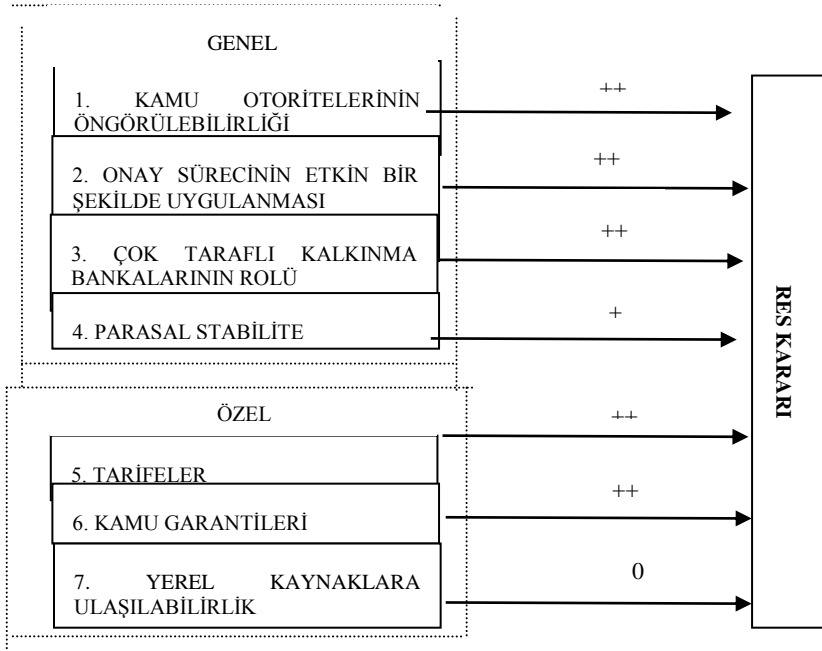 GENEL
1. KAMU OTORİTELERİNİN
ÖNGÖRÜLEBİLİRLİĞİ
++
2. ONAY SÜRECİNİN ETKİN BİR
ŞEKİLDE UYGULANMASI
++
3. ÇOK TARAFLI KALKINMA
BANKALARININ ROLÜ
++
4. PARASAL STABİLİTE
+
ÖZEL
5. TARİFELER
++
6. KAMU GARANTİLERİ
++
7. YEREL KAYNAKLARA
ULAŞILABİLİRLİK
0
RES KARARI